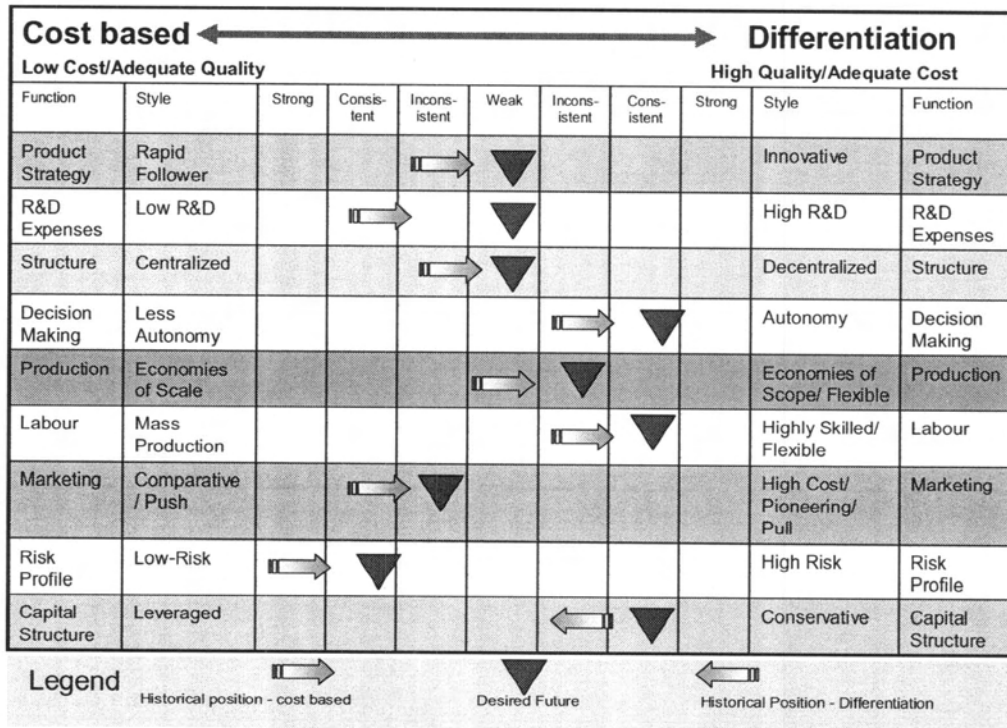 Cost based
Differentiation
Low Cost/Adequate Quality
High Quality/Adequate Cost
Function
Style
Strong
Consis-
tent
Incons-
istent
Weak
Incons-
istent
Cons-
istent
Strong
Style
Function
Product
Strategy
Rapid
Follower
Innovative
Product
Strategy
R&D
Expenses
Low R&D
High R&D
R&D
Expenses
Structure
Centralized
Decentralized
Structure
Decision
Making
Less
Autonomy
Autonomy
Decision
Making
Production
Economies
of Scale
Economies of
Scope/ Flexible
Production
Labour
Mass
Production
Highly Skilled/
Flexible
Labour
Marketing
Comparative
/ Push
High Cost/
Pioneering/
Pull
Marketing
Risk
Profile
Low-Risk
High Risk
Risk
Profile
Capital
Structure
Leveraged
Conservative
Capital
Structure
Legend
Historical position - cost based
Desired Future
Historical Position - Differentiation